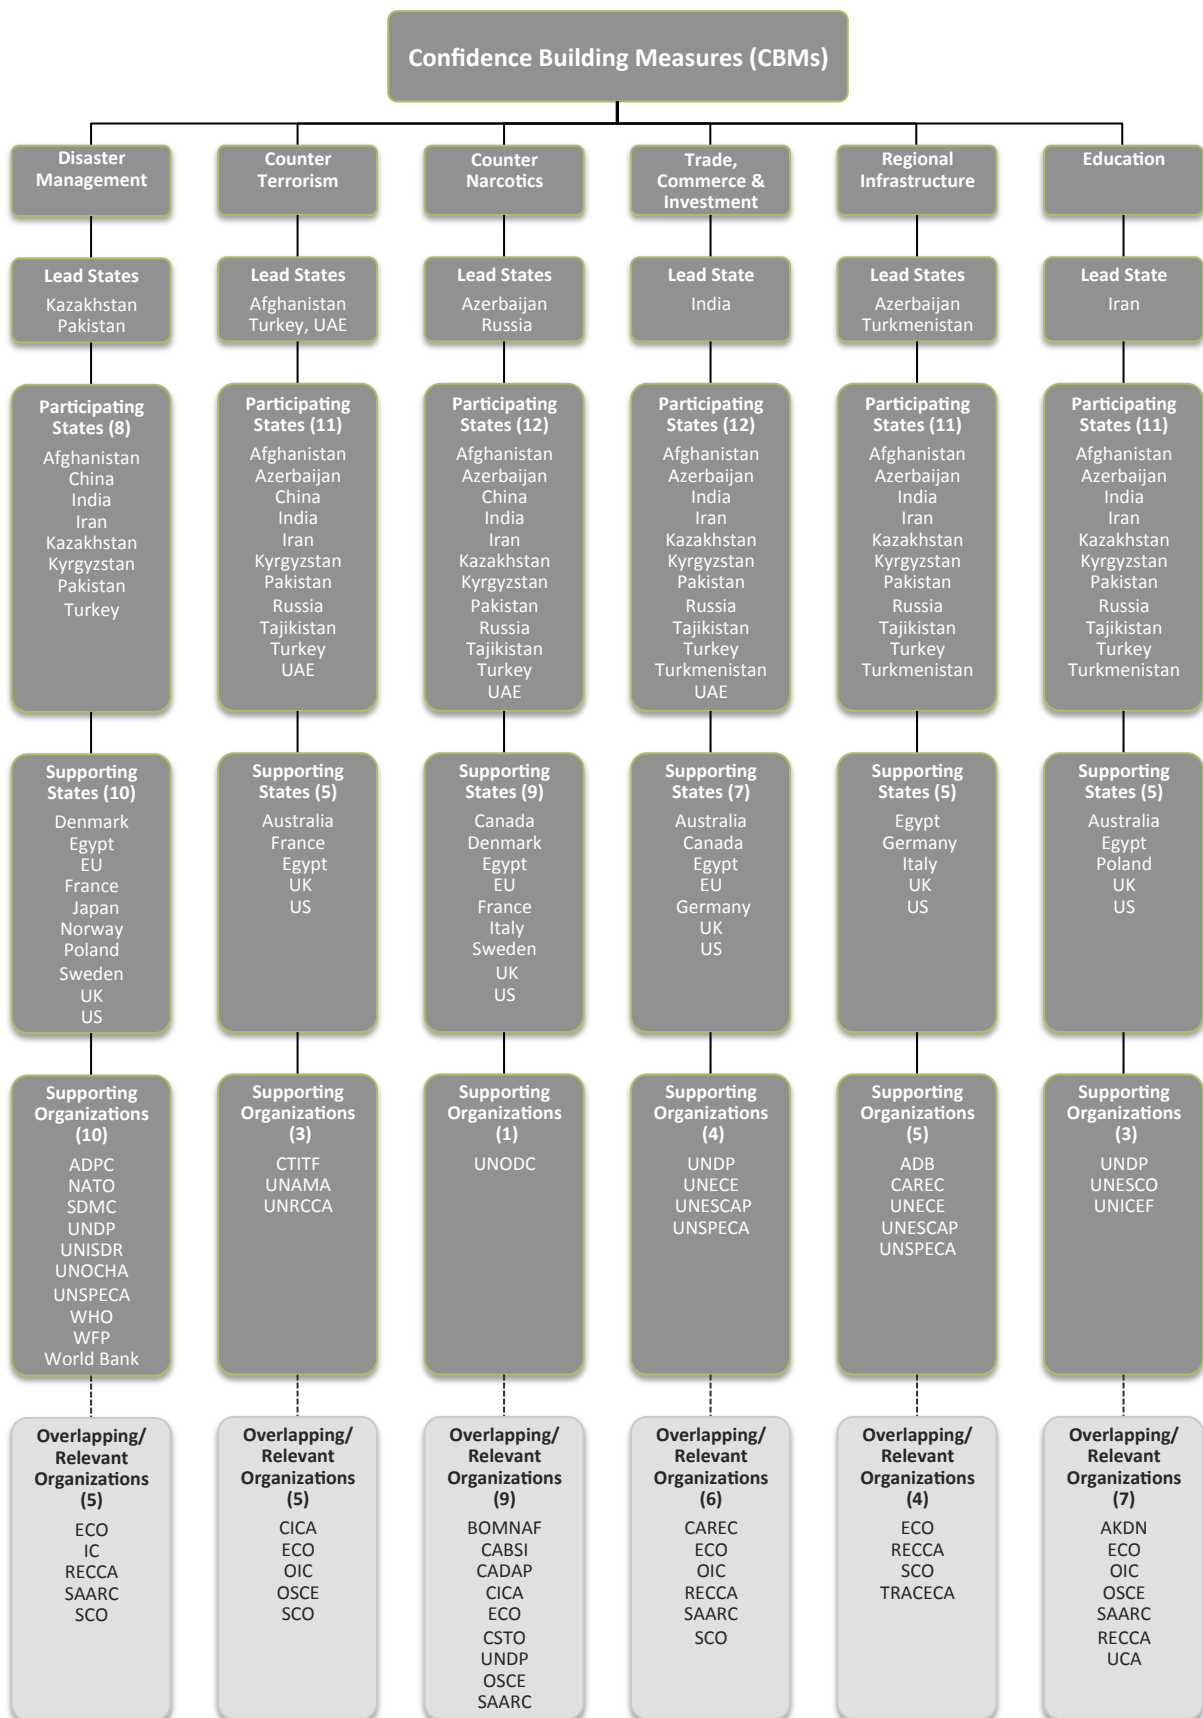 Confidence Building Measures (CBMs)
Disaster
Management
Lead States
Kazakhstan
Pakistan
Participating
States (8)
Afghanistan
China
India
Iran
Kazakhstan
Kyrgyzstan
Pakistan
Turkey
Supporting
States (10)
Denmark
Egypt
EU
France
Japan
Norway
Poland
Sweden
UK
US
Supporting
Organizations
(10)
ADPC
NATO
SDMC
UNDP
UNISDR
UNOCHA
UNSPECA
WHO
WFP
World Bank
Overlapping/
Relevant
Organizations
(5)
ECO
IC
RECCA
SAARC
SCO
Counter
Terrorism
Lead States
Afghanistan
Turkey, UAE
Participating
States (11)
Afghanistan
Azerbaijan
China
India
Iran
Kyrgyzstan
Pakistan
Russia
Tajikistan
Turkey
UAE
Supporting
States (5)
Australia
France
Egypt
UK
US
Supporting
Organizations
(3)
CTITF
UNAMA
UNRCCA
Overlapping/
Relevant
Organizations
(5)
CICA
ECO
OIC
OSCE
SCO
Counter
Narcotics
Lead States
Azerbaijan
Russia
Participating
States (12)
Afghanistan
Azerbaijan
China
India
Iran
Kazakhstan
Kyrgyzstan
Pakistan
Russia
Tajikistan
Turkey
UAE
Supporting
States (9)
Canada
Denmark
Egypt
EU
France
Italy
Sweden
UK
US
Supporting
Organizations
(1)
UNODC
Overlapping/
Relevant
Organizations
(9)
BOMNAF
CABSI
CADAP
CICA
ECO
CSTO
UNDP
OSCE
SAARC
Trade,
Commerce &
Investment
Lead State
India
Participating
States (12)
Afghanistan
Azerbaijan
India
Iran
Kazakhstan
Kyrgyzstan
Pakistan
Russia
Tajikistan
Turkey
Turkmenistan
UAE
Supporting
States (7)
Australia
Canada
Egypt
EU
Germany
UK
US
Supporting
Organizations
(4)
UNDP
UNECE
UNESCAP
UNSPECA
Overlapping/
Relevant
Organizations
(6)
CAREC
ECO
OIC
RECCA
SAARC
SCO
Regional
Infrastructure
Lead States
Azerbaijan
Turkmenistan
Participating
States (11)
Afghanistan
Azerbaijan
India
Iran
Kazakhstan
Kyrgyzstan
Pakistan
Russia
Tajikistan
Turkey
Turkmenistan
Supporting
States (5)
Egypt
Germany
Italy
UK
US
Supporting
Organizations
(5)
ADB
CAREC
UNECE
UNESCAP
UNSPECA
Overlapping/
Relevant
Organizations
(4)
ECO
RECCA
SCO
TRACECA
Education
Lead State
Iran
Participating
States (11)
Afghanistan
Azerbaijan
India
Iran
Kazakhstan
Kyrgyzstan
Pakistan
Russia
Tajikistan
Turkey
Turkmenistan
Supporting
States (5)
Australia
Egypt
Poland
UK
US
Supporting
Organizations
(3)
UNDP
UNESCO
UNICEF
Overlapping/
Relevant
Organizations
(7)
AKDN
ECO
OIC
OSCE
SAARC
RECCA
UCA